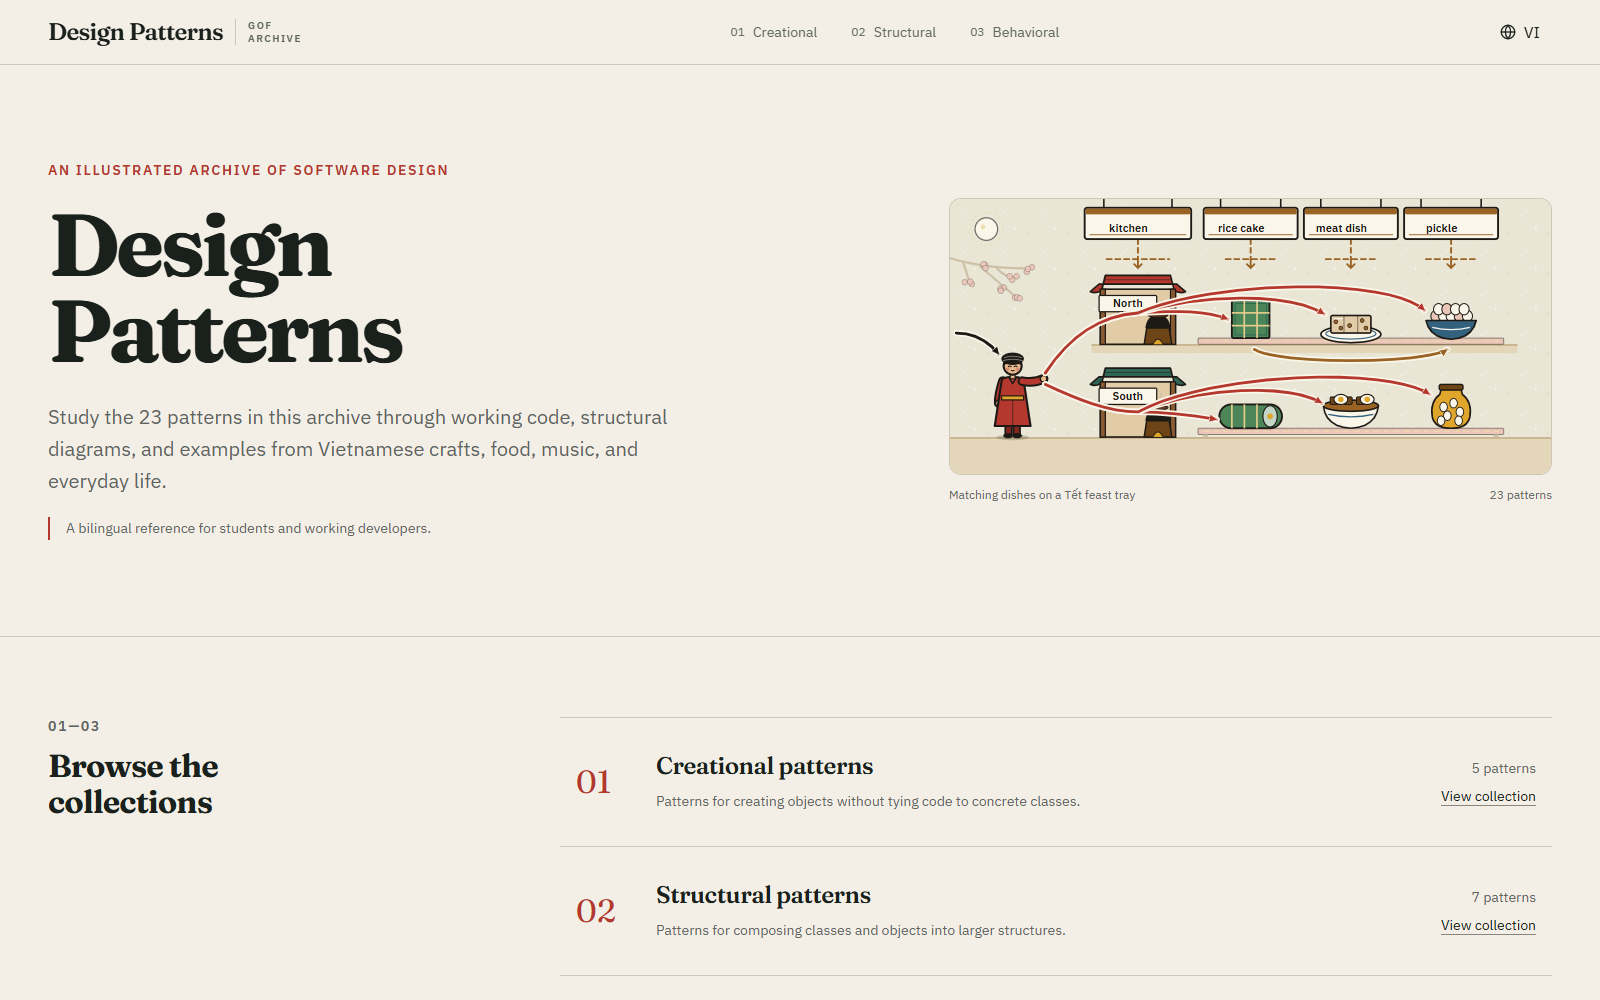 Design Patterns
GOF
ARCHIVE
01 Creational
02 Structural
03 Behavioral
VI
AN ILLUSTRATED ARCHIVE OF SOFTWARE DESIGN
Design
Patterns
Study the 23 patterns in this archive through working code, structural
diagrams, and examples from Vietnamese crafts, food, music, and
everyday life.
A bilingual reference for students and working developers.
kitchen
rice cake
meat dish
pickle
North
South
Matching dishes on a Tết feast tray
23 patterns
01—03
Browse the
collections
01
Creational patterns
Patterns for creating objects without tying code to concrete classes.
5 patterns
View collection
02
Structural patterns
Patterns for composing classes and objects into larger structures.
7 patterns
View collection